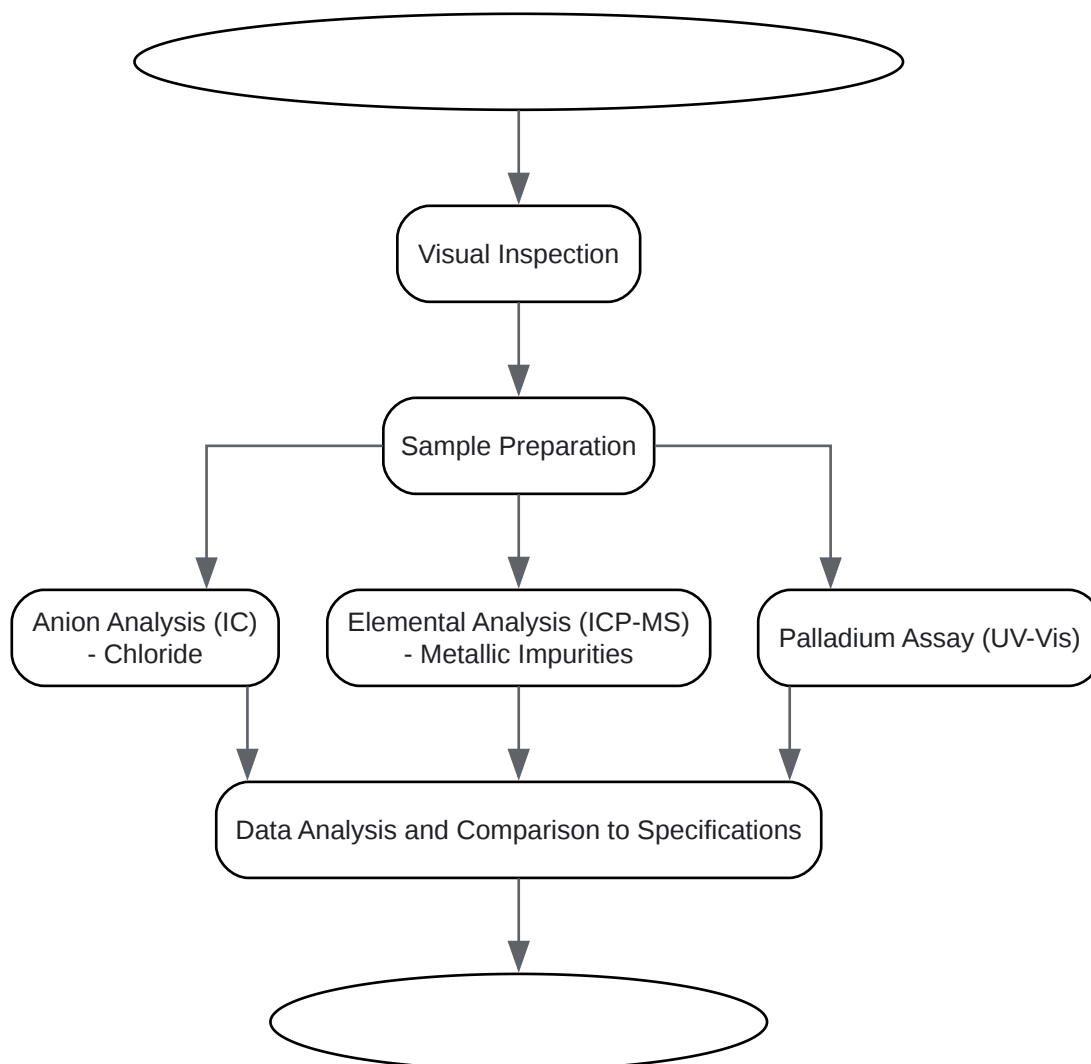 Visual Inspection
Sample Preparation
Anion Analysis (IC)
- Chloride
Elemental Analysis (ICP-MS)
- Metallic Impurities
Palladium Assay (UV-Vis)
Data Analysis and Comparison to Specifications